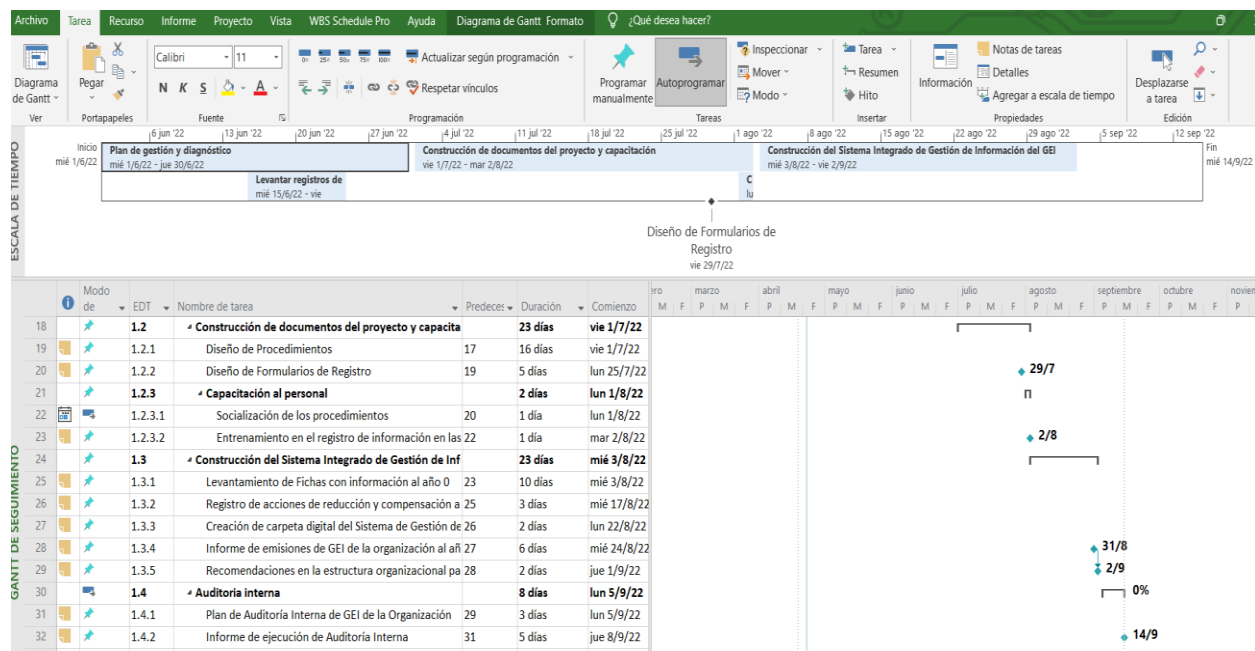 Archivo Tarea Recurso Informe Proyecto Vista WBS Schedule Pro Ayuda Diagrama de Gantt Formato ¿Qué desea hacer?
Diagrama de Gantt
Ver
Pegar
Portapapeles
Calibri 11
N K S A
Fuente
0× 25× 50× 75× 100×
Actualizar según programación
Respetar vínculos
Programación
Programar manualmente
Autoprogramar
Inspeccionar
Mover
Modo
Tareas
Tarea
Resumen
Hito
Insertar
Información
Notas de tareas
Detalles
Agregar a escala de tiempo
Propiedades
Desplazarse a tarea
Edición
ESCALA DE TIEMPO
6 jun '22 13 jun '22 20 jun '22 27 jun '22 4 jul '22 11 jul '22 18 jul '22 25 jul '22 1 ago '22 8 ago '22 15 ago '22 22 ago '22 29 ago '22 5 sep '22 12 sep '22
Inicio
mié 1/6/22
Plan de gestión y diagnóstico
mié 1/6/22 - jue 30/6/22
Construcción de documentos del proyecto y capacitación
vie 1/7/22 - mar 2/8/22
Construcción del Sistema Integrado de Gestión de Información del GEI
mié 3/8/22 - vie 2/9/22
Fin
mié 14/9/22
Levantar registros de
mié 15/6/22 - vie
C
lu
Diseño de Formularios de
Registro
vie 29/7/22
GANTT DE SEGUIMIENTO
Modo de EDT Nombre de tarea Predeces Duración Comienzo
ro marzo abril mayo junio julio agosto septiembre octubre noviem
M F P M F P M F P M F P M F P M F P M F P M F P M F P
18 1.2 Construcción de documentos del proyecto y capacita 23 días vie 1/7/22
19 1.2.1 Diseño de Procedimientos 17 16 días vie 1/7/22
20 1.2.2 Diseño de Formularios de Registro 19 5 días lun 25/7/22 29/7
21 1.2.3 Capacitación al personal 2 días lun 1/8/22
22 1.2.3.1 Socialización de los procedimientos 20 1 día lun 1/8/22
23 1.2.3.2 Entrenamiento en el registro de información en las 22 1 día mar 2/8/22 2/8
24 1.3 Construcción del Sistema Integrado de Gestión de Inf 23 días mié 3/8/22
25 1.3.1 Levantamiento de Fichas con información al año 0 23 10 días mié 3/8/22
26 1.3.2 Registro de acciones de reducción y compensación a 25 3 días mié 17/8/22
27 1.3.3 Creación de carpeta digital del Sistema de Gestión de 26 2 días lun 22/8/22
28 1.3.4 Informe de emisiones de GEI de la organización al añ 27 6 días mié 24/8/22 31/8
29 1.3.5 Recomendaciones en la estructura organizacional pa 28 2 días jue 1/9/22 2/9
30 1.4 Auditoria interna 8 días lun 5/9/22 0%
31 1.4.1 Plan de Auditoría Interna de GEI de la Organización 29 3 días lun 5/9/22
32 1.4.2 Informe de ejecución de Auditoría Interna 31 5 días jue 8/9/22 14/9